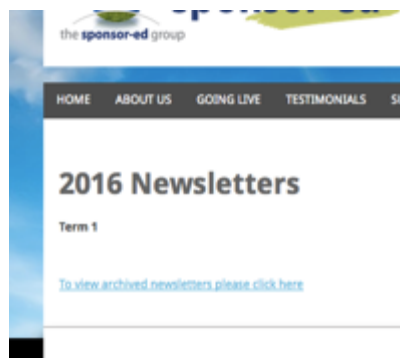 the sponsor-ed group
HOME ABOUT US GOING LIVE TESTIMONIALS
2016 Newsletters
Term 1
To view archived newsletters please click here